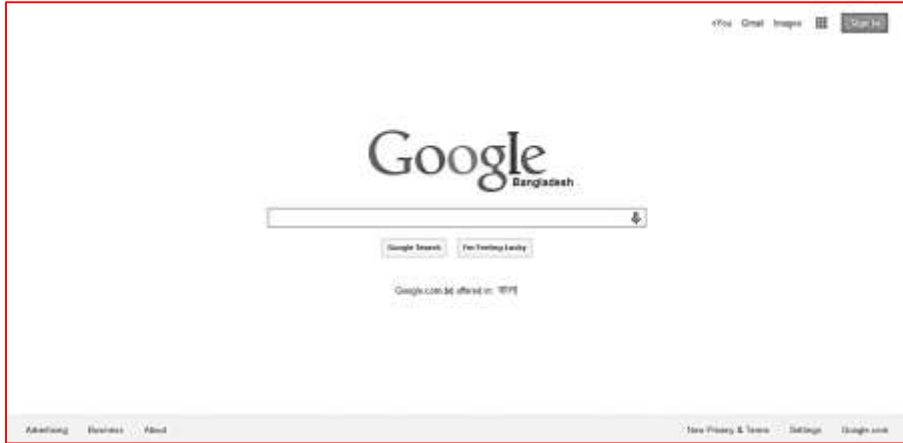 +You Gmail Images Sign In
Google
Bangladesh
Google Search I'm Feeling Lucky
Google.com.bd offered in: বাংলা
Advertising Business About New Privacy & Terms Settings Google.com